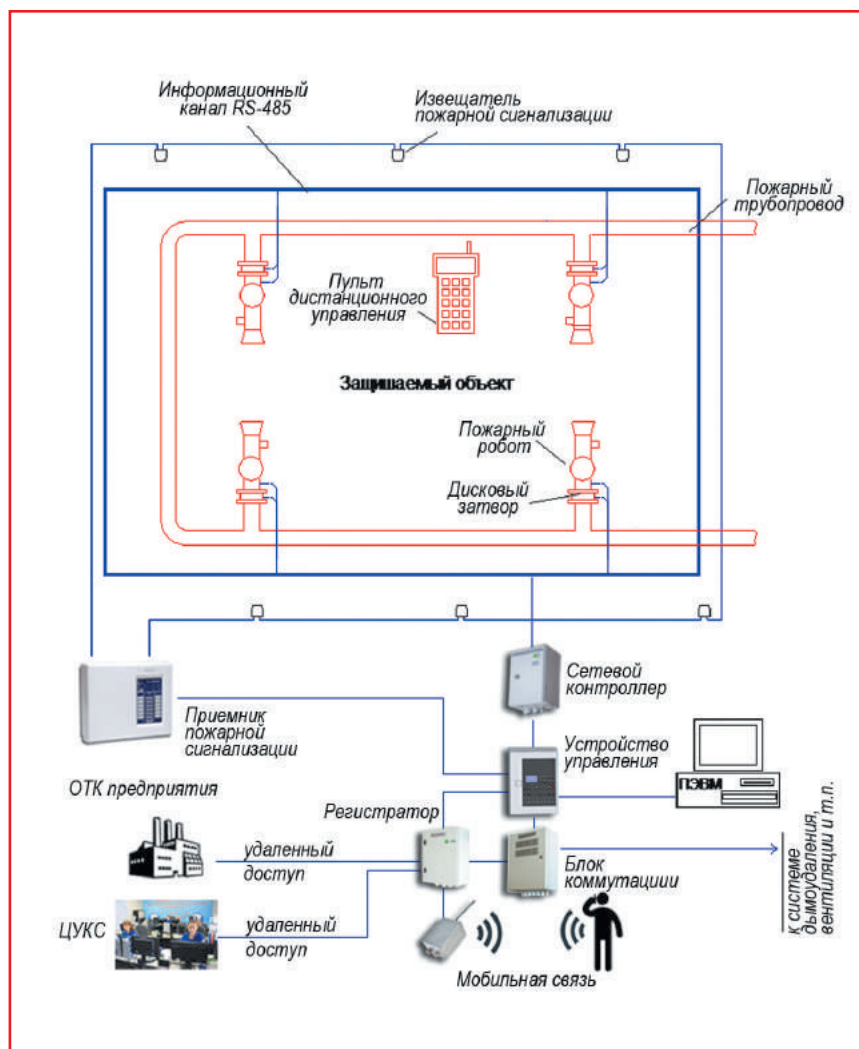 Информационный
канал RS-485
Извещатель
пожарной сигнализации
Пожарный
трубопровод
Пульт
дистанционного
управления
Защищаемый объект
Пожарный
робот
Дисковый
затвор
Сетевой
контроллер
Приемник
пожарной
сигнализации
Устройство
управления
ПЭВМ
ОТК предприятия
Регистратор
удаленный
доступ
Блок
коммутациии
к системе
дымоудаления,
вентиляции и т.п.
ЦУКС
удаленный
доступ
Мобильная связь